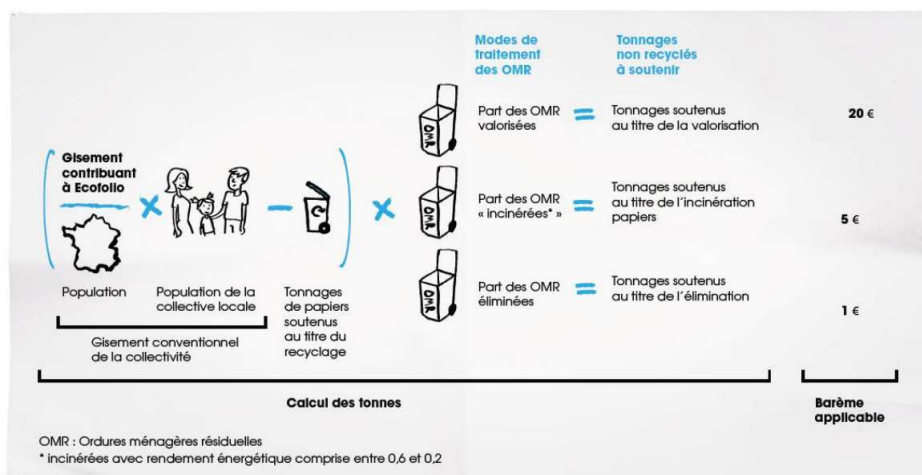 Modes de
traitement
des OMR
Tonnages
non recyclés
à soutenir
OMR
Part des OMR
valorisées
=
Tonnages soutenus
au titre de la valorisation
20 €
Gisement
contribuant
à Ecofolio
OMR
Part des OMR
« incinérées* »
=
Tonnages soutenus
au titre de l'incinération
papiers
5 €
OMR
Part des OMR
éliminées
=
Tonnages soutenus
au titre de l'élimination
1 €
Population
Population de la
collective locale
Tonnages
de papiers
soutenus
au titre du
recyclage
Gisement conventionnel
de la collectivité
Calcul des tonnes
Barème
applicable
OMR : Ordures ménagères résiduelles
* incinérées avec rendement énergétique comprise entre 0,6 et 0,2